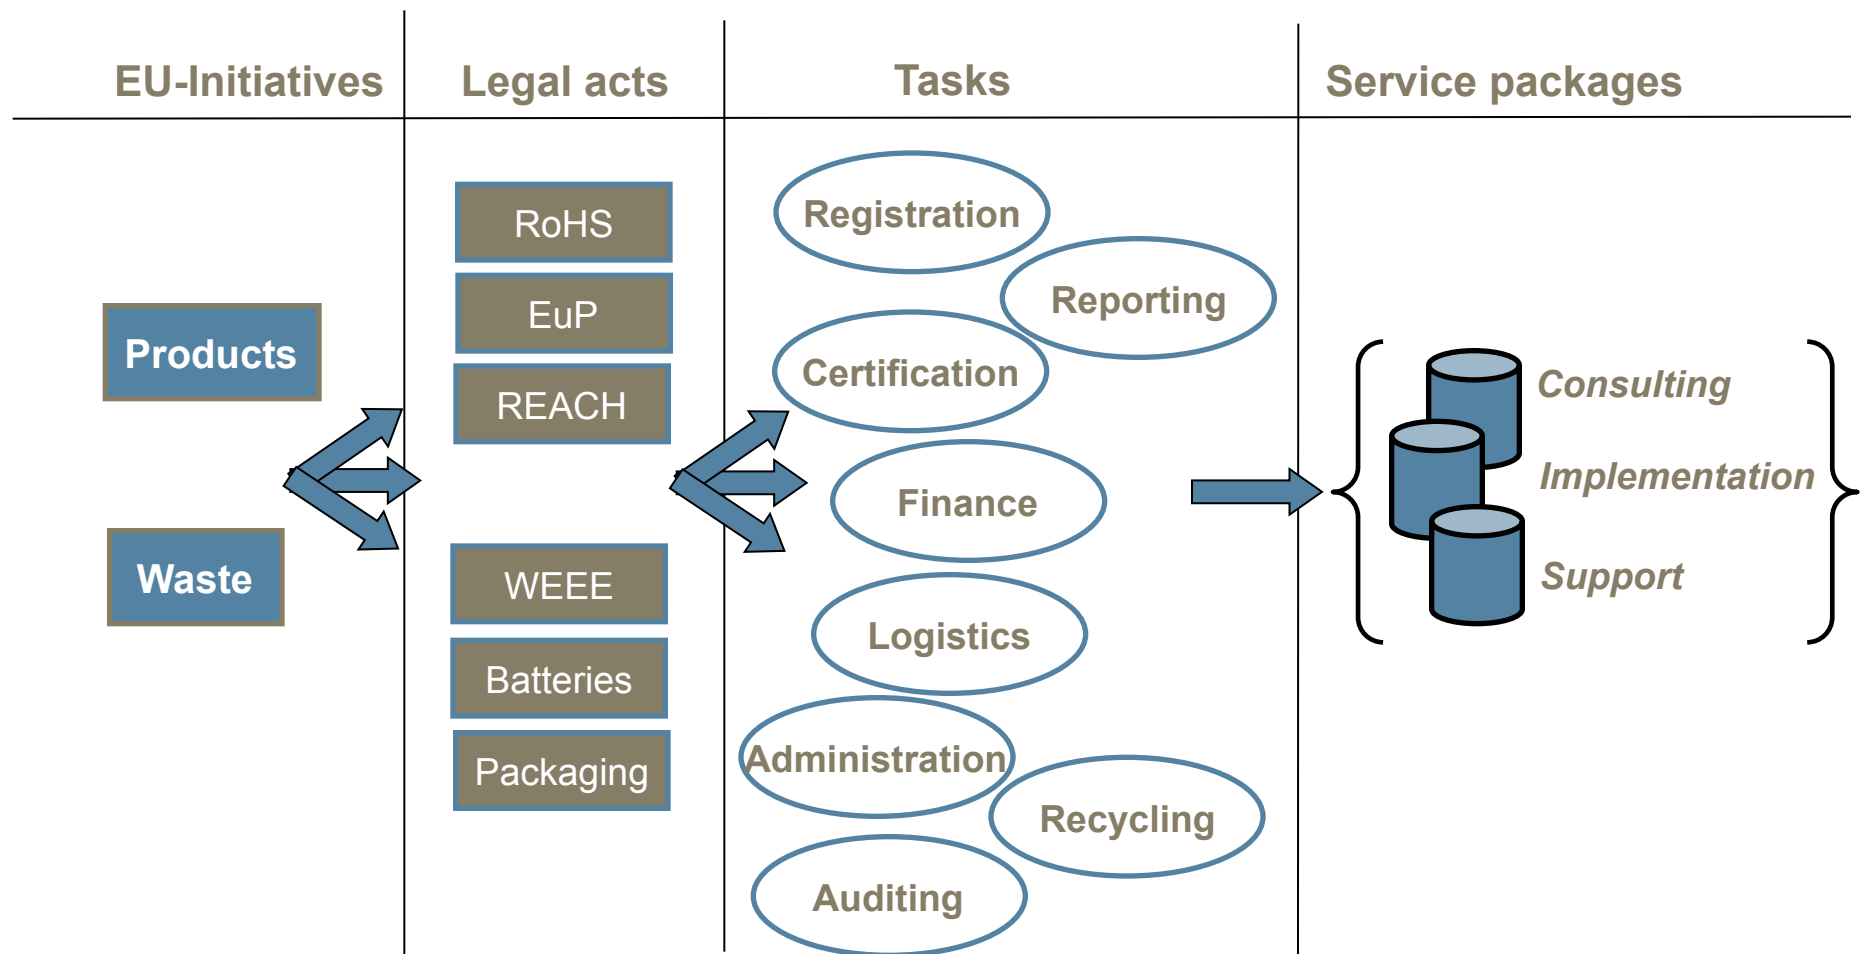 EU-Initiatives
Legal acts
Tasks
Service packages
Products
Waste
RoHS
EuP
REACH
WEEE
Batteries
Packaging
Registration
Reporting
Certification
Finance
Logistics
Administration
Recycling
Auditing
Consulting
Implementation
Support